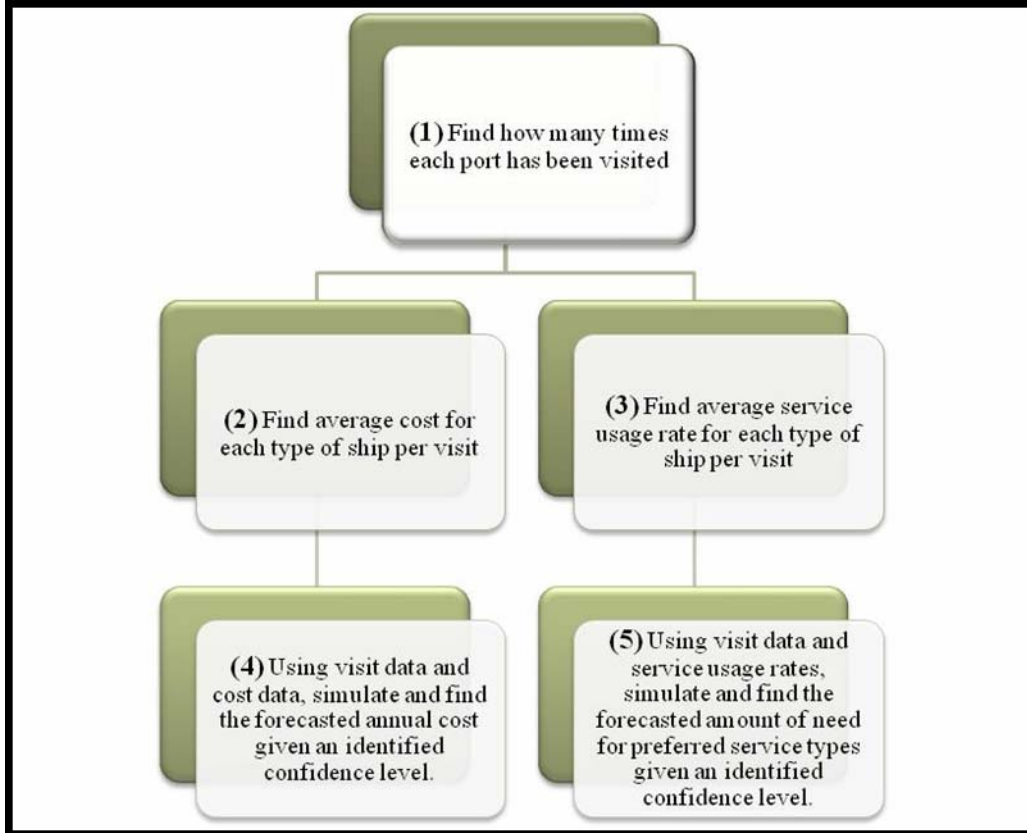 (1) Find how many times
each port has been visited
(2) Find average cost for
each type of ship per visit
(3) Find average service
usage rate for each type of
ship per visit
(4) Using visit data and
cost data, simulate and find
the forecasted annual cost
given an identified
confidence level.
(5) Using visit data and
service usage rates,
simulate and find the
forecasted amount of need
for preferred service types
given an identified
confidence level.